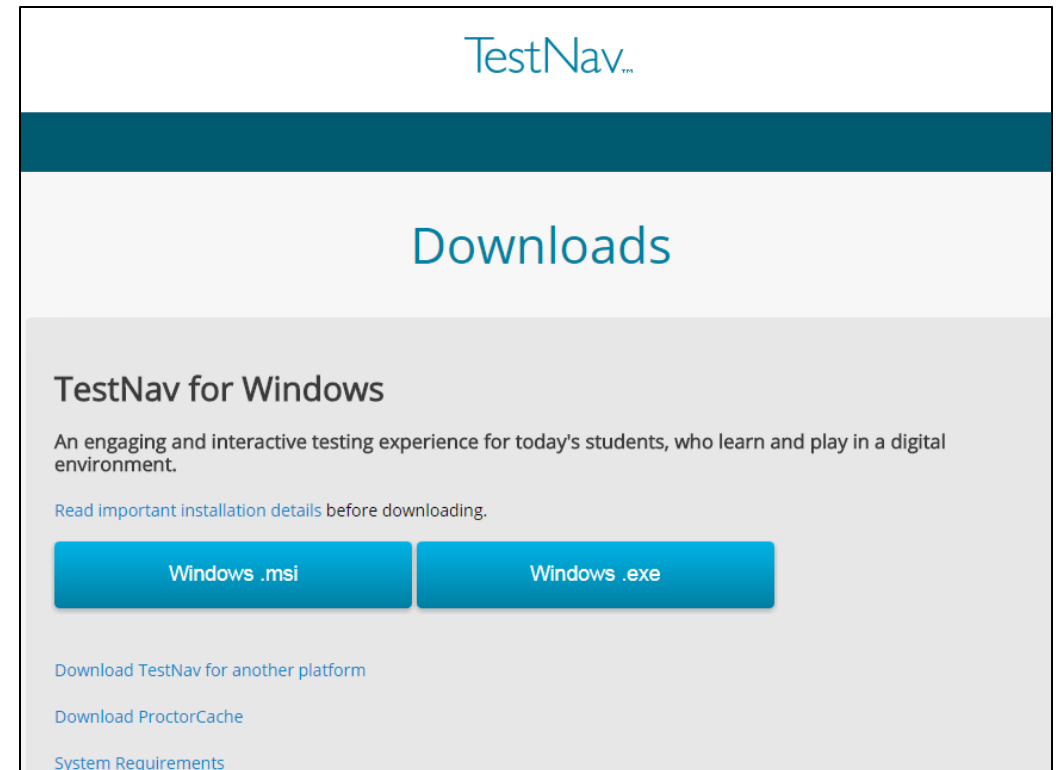 TestNav™
Downloads
TestNav for Windows
An engaging and interactive testing experience for today's students, who learn and play in a digital
environment.
Read important installation details before downloading.
Windows .msi
Windows .exe
Download TestNav for another platform
Download ProctorCache
System Requirements